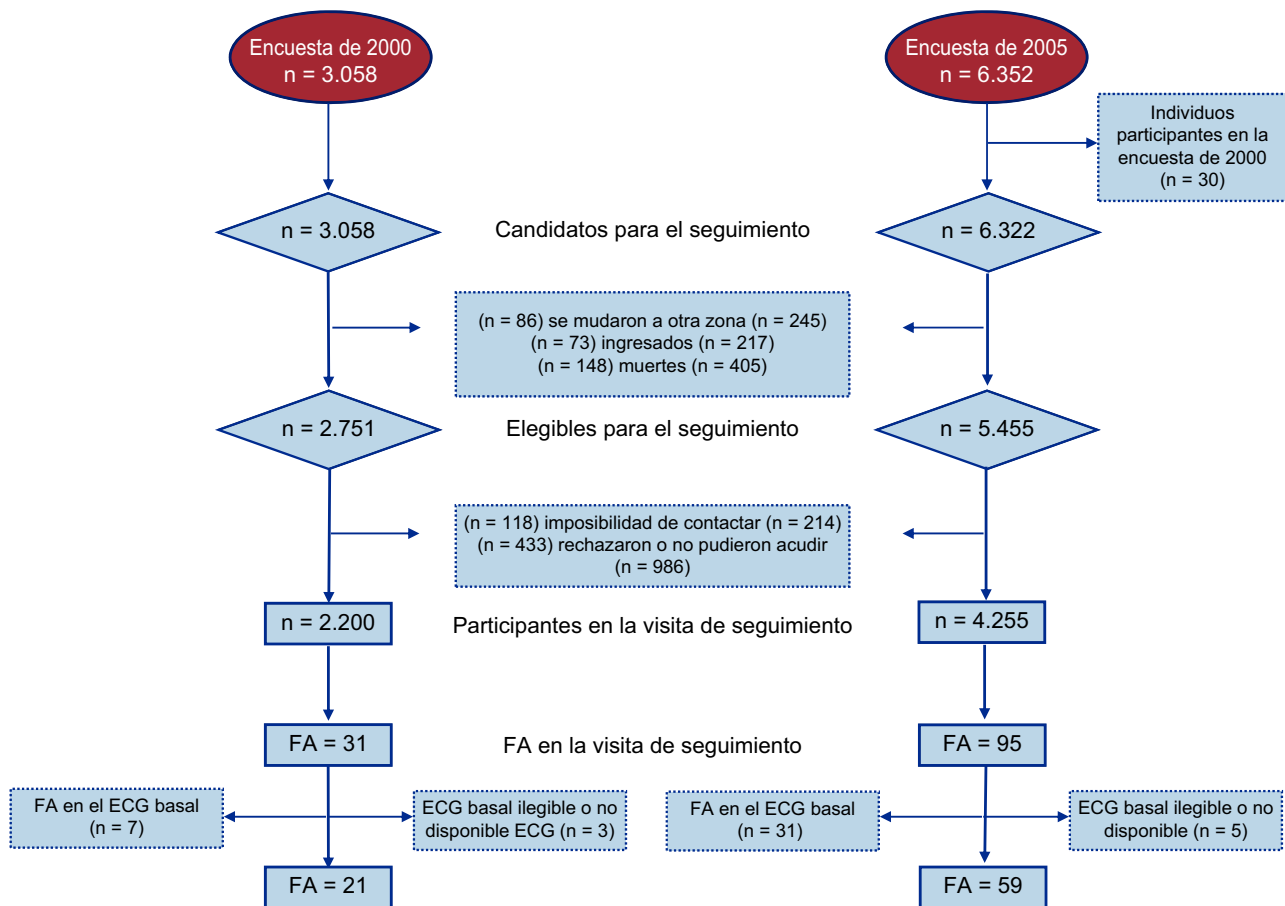 Encuesta de 2000
n = 3.058
Encuesta de 2005
n = 6.352
Individuos
participantes en la
encuesta de 2000
(n = 30)
n = 3.058
Candidatos para el seguimiento
n = 6.322
(n = 86) se mudaron a otra zona (n = 245)
(n = 73) ingresados (n = 217)
(n = 148) muertes (n = 405)
n = 2.751
Elegibles para el seguimiento
n = 5.455
(n = 118) imposibilidad de contactar (n = 214)
(n = 433) rechazaron o no pudieron acudir
(n = 986)
n = 2.200
Participantes en la visita de seguimiento
n = 4.255
FA = 31
FA en la visita de seguimiento
FA = 95
FA en el ECG basal
(n = 7)
ECG basal ilegible o no
disponible ECG (n = 3)
FA en el ECG basal
(n = 31)
ECG basal ilegible o no
disponible (n = 5)
FA = 21
FA = 59